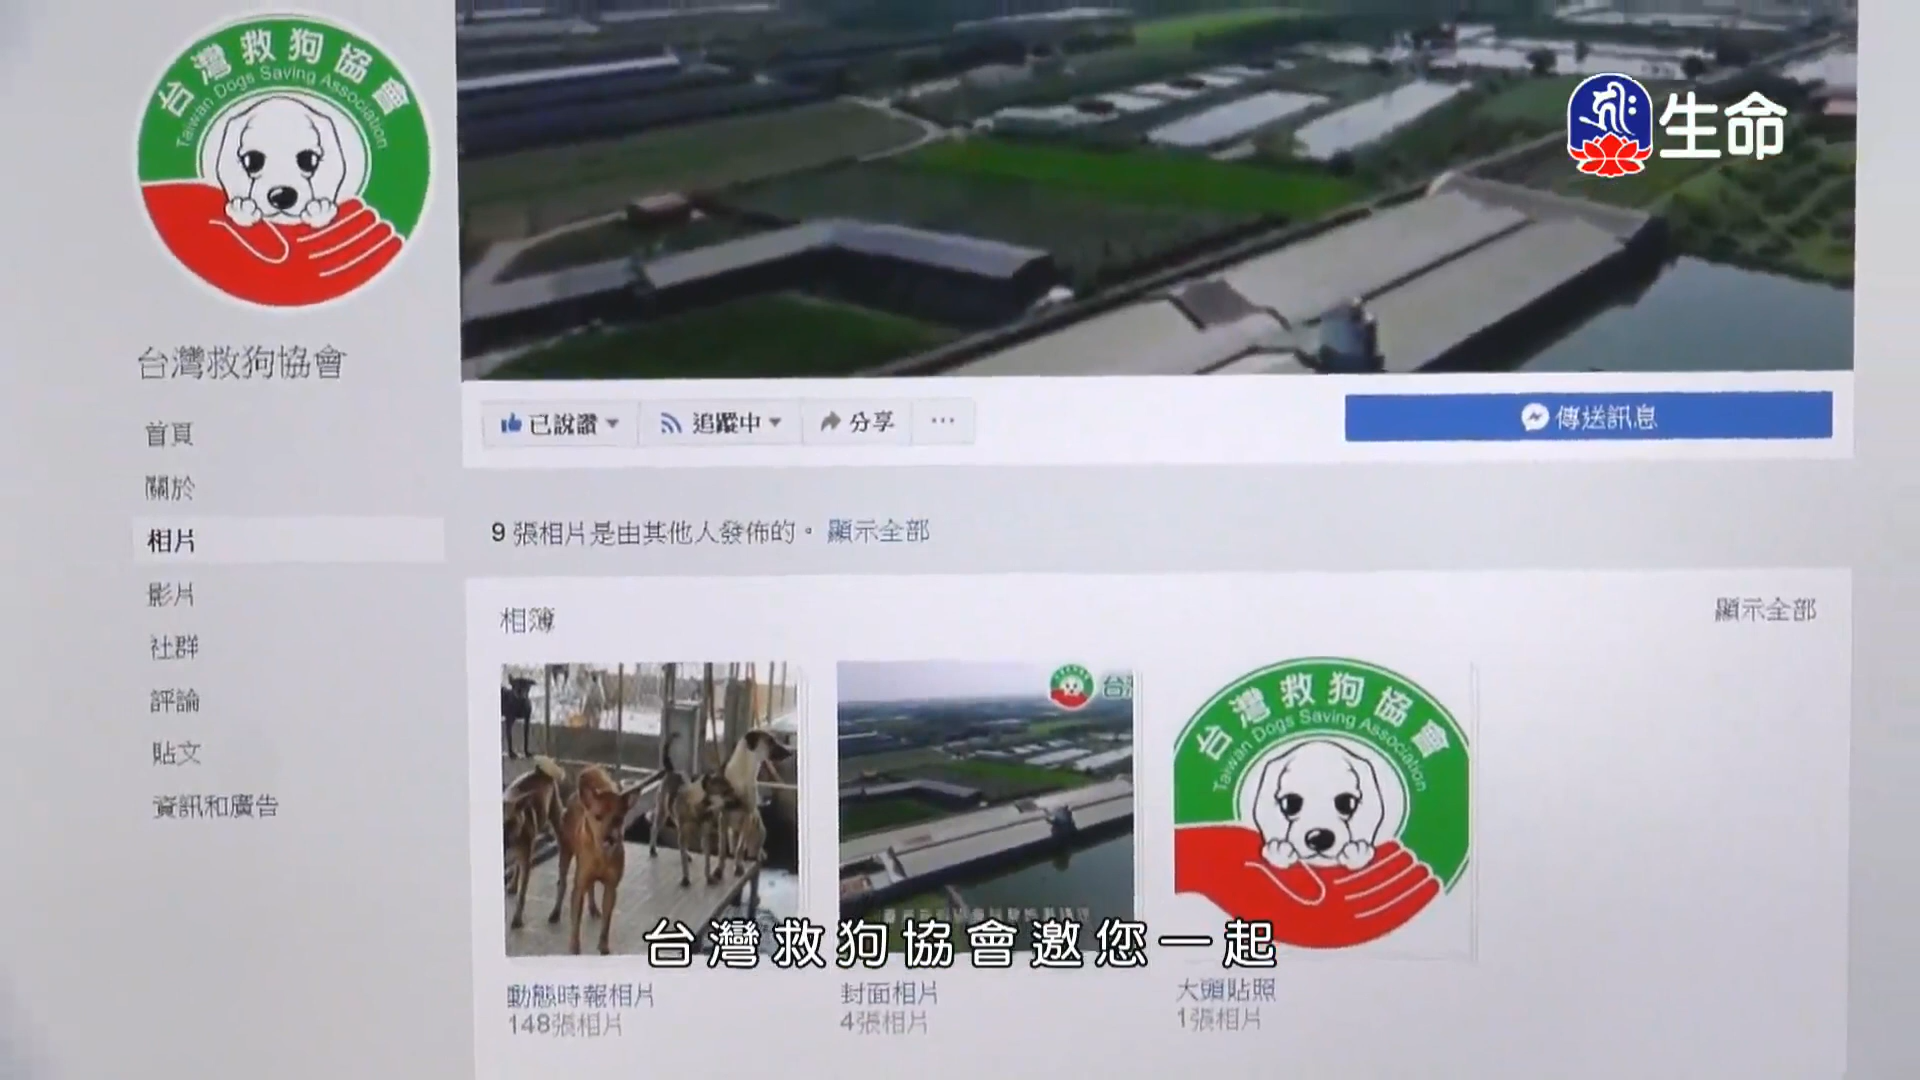 台灣救狗協會
Taiwan Dogs Saving Association
生命
台灣救狗協會
首頁
關於
相片
影片
社群
評論
貼文
資訊和廣告
已說讚
追蹤中
分享
傳送訊息
9 張相片是由其他人發佈的。 顯示全部
相簿
顯示全部
台灣救狗協會
Taiwan Dogs Saving Association
動態時報相片
148張相片
封面相片
4張相片
大頭貼照
1張相片
台灣救狗協會邀您一起